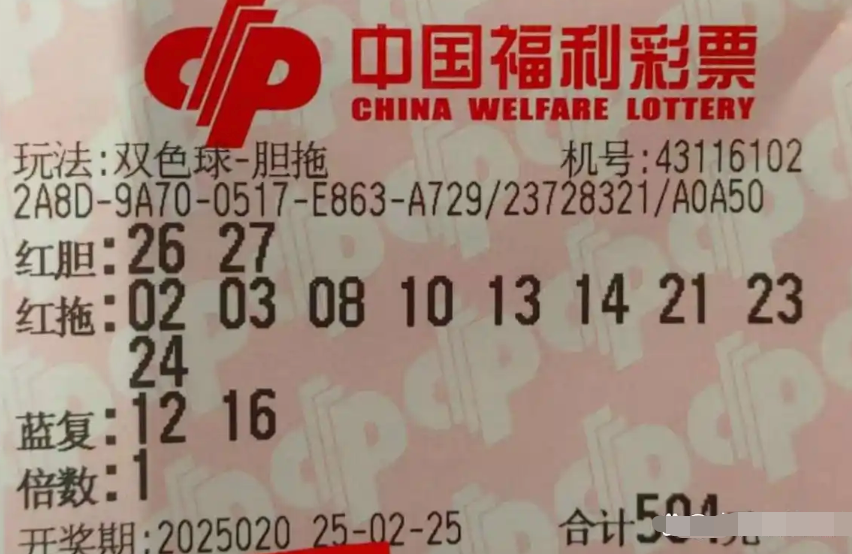 中国福利彩票
CHINA WELFARE LOTTERY
玩法:双色球-胆拖 机号:43116102
2A8D-9A70-0517-E863-A729/23728321/A0A50
红胆:26 27
红拖:02 03 08 10 13 14 21 23
24
蓝复:12 16
倍数:1
开奖期:2025020 25-02-25 合计504元